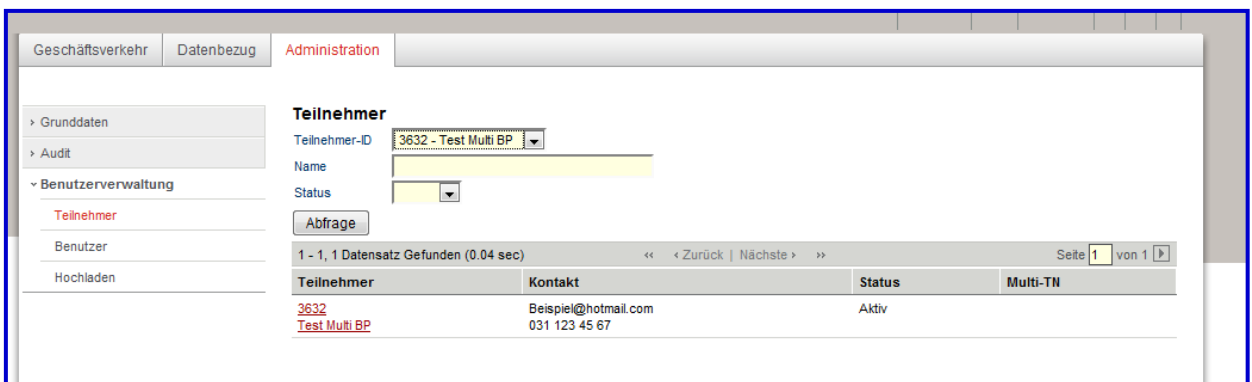 Geschäftsverkehr Datenbezug Administration
› Grunddaten
› Audit
Benutzerverwaltung
Teilnehmer
Benutzer
Hochladen
Teilnehmer
Teilnehmer-ID 3632 - Test Multi BP
Name
Status
Abfrage
1 - 1, 1 Datensatz Gefunden (0.04 sec) ‹‹ ‹ Zurück | Nächste › ›› Seite 1 von 1
Teilnehmer Kontakt Status Multi-TN
3632 Beispiel@hotmail.com Aktiv
Test Multi BP 031 123 45 67